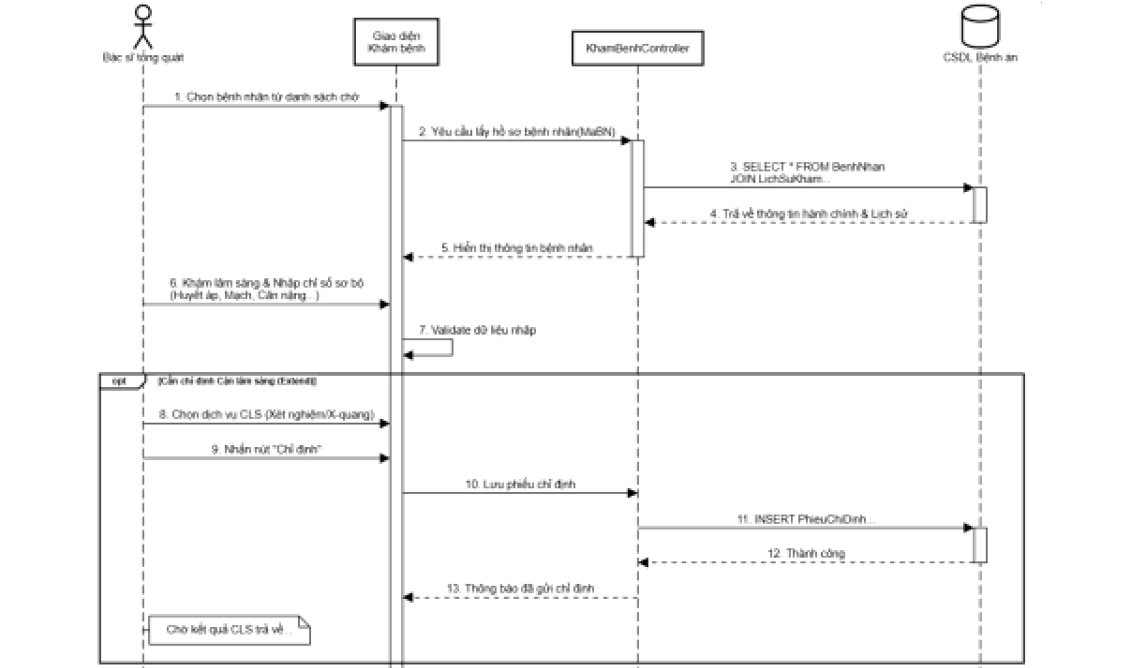 Bác sĩ tổng quát
Giao diện
Khám bệnh
KhamBenhController
CSDL Bệnh án
1. Chọn bệnh nhân từ danh sách chờ
2. Yêu cầu lấy hồ sơ bệnh nhân(MaBN)
3. SELECT * FROM BenhNhan
JOIN LichSuKham...
4. Trả về thông tin hành chính & Lịch sử
5. Hiển thị thông tin bệnh nhân
6. Khám lâm sàng & Nhập chỉ số sơ bộ
(Huyết áp, Mạch, Cân nặng...)
7. Validate dữ liệu nhập
opt
[Cần chỉ định Cận lâm sàng (Extend)]
8. Chọn dịch vụ CLS (Xét nghiệm/X-quang)
9. Nhấn nút "Chỉ định"
10. Lưu phiếu chỉ định
11. INSERT PhieuChiDinh...
12. Thành công
13. Thông báo đã gửi chỉ định
Chờ kết quả CLS trả về...